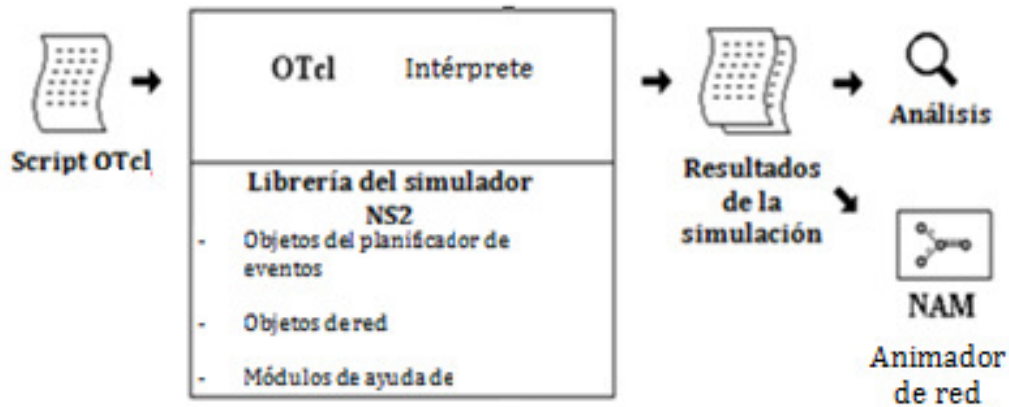 Script OTcl
OTcl Intérprete
Librería del simulador
NS2
- Objetos del planificador de
eventos
- Objetos de red
- Módulos de ayuda de
Resultados
de la
simulación
Análisis
NAM
Animador
de red